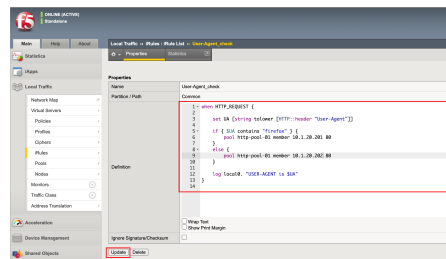 f5
ONLINE (ACTIVE)
Standalone
Main Help About
Local Traffic ›› iRules : iRule List ›› User-Agent_check
Properties Statistics
Statistics
iApps
Local Traffic
Network Map
Virtual Servers
Policies
Profiles
Ciphers
iRules
Pools
Nodes
Monitors
Traffic Class
Address Translation
Acceleration
Device Management
Shared Objects
Properties
Name User-Agent_check
Partition / Path Common
Definition
1 when HTTP_REQUEST {
2
3 set UA [string tolower [HTTP::header "User-Agent"]]
4
5 if { $UA contains "firefox" } {
6 pool http-pool-01 member 10.1.20.201 80
7 }
8 else {
9 pool http-pool-01 member 10.1.20.202 80
10 }
11
12 log local0. "USER-AGENT is $UA"
13 }
14
Wrap Text
Show Print Margin
Ignore Signature/Checksum
Update Delete